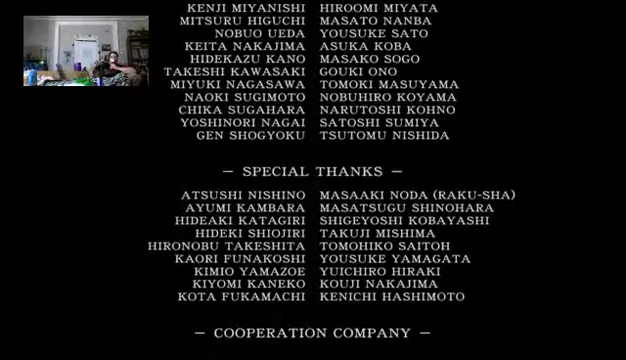 KENJI MIYANISHI HIROOMI MIYATA
MITSURU HIGUCHI MASATO NANBA
NOBUO UEDA YOUSUKE SATO
KEITA NAKAJIMA ASUKA KOBA
HIDEKAZU KANO MASAKO SOGO
TAKESHI KAWASAKI GOUKI ONO
MIYUKI NAGASAWA TOMOKI MASUYAMA
NAOKI SUGIMOTO NOBUHIRO KOYAMA
CHIKA SUGAHARA NARUTOSHI KOHNO
YOSHINORI NAGAI SATOSHI SUMIYA
GEN SHOGYOKU TSUTOMU NISHIDA
— SPECIAL THANKS —
ATSUSHI NISHINO MASAAKI NODA (RAKU-SHA)
AYUMI KAMBARA MASATSUGU SHINOHARA
HIDEAKI KATAGIRI SHIGEYOSHI KOBAYASHI
HIDEKI SHIOJIRI TAKUJI MISHIMA
HIRONOBU TAKESHITA TOMOHIKO SAITOH
KAORI FUNAKOSHI YOUSUKE YAMAGATA
KIMIO YAMAZOE YUICHIRO HIRAKI
KIYOMI KANEKO KOUJI NAKAJIMA
KOTA FUKAMACHI KENICHI HASHIMOTO
— COOPERATION COMPANY —